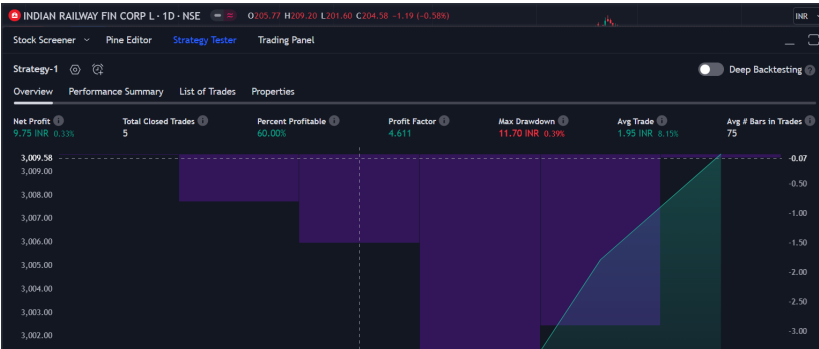 INDIAN RAILWAY FIN CORP L · 1D · NSE O205.77 H209.20 L201.60 C204.58 -1.19 (-0.58%) INR
Stock Screener Pine Editor Strategy Tester Trading Panel
Strategy-1 Deep Backtesting
Overview Performance Summary List of Trades Properties
Net Profit Total Closed Trades Percent Profitable Profit Factor Max Drawdown Avg Trade Avg # Bars in Trades
9.75 INR 0.33% 5 60.00% 4.611 11.70 INR 0.39% 1.95 INR 8.15% 75
3,009.58 -0.07
3,009.00
-0.50
3,008.00
3,007.00 -1.00
3,006.00 -1.50
3,005.00
-2.00
3,004.00
-2.50
3,003.00
-3.00
3,002.00